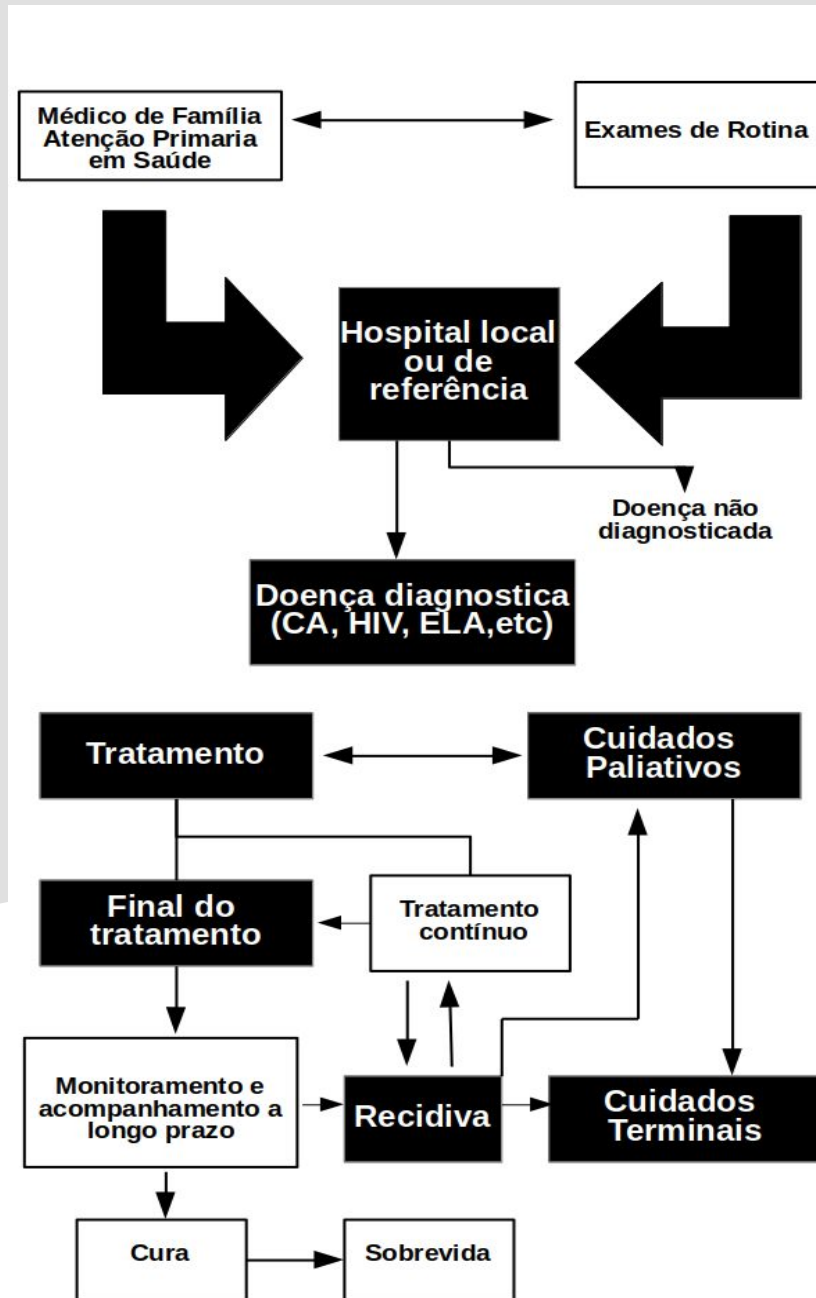 Médico de Família
Atenção Primaria
em Saúde
Exames de Rotina
Hospital local
ou de
referência
Doença não
diagnosticada
Doença diagnostica
(CA, HIV, ELA,etc)
Tratamento
Cuidados
Paliativos
Final do
tratamento
Tratamento
contínuo
Monitoramento e
acompanhamento a
longo prazo
Recidiva
Cuidados
Terminais
Cura
Sobrevida